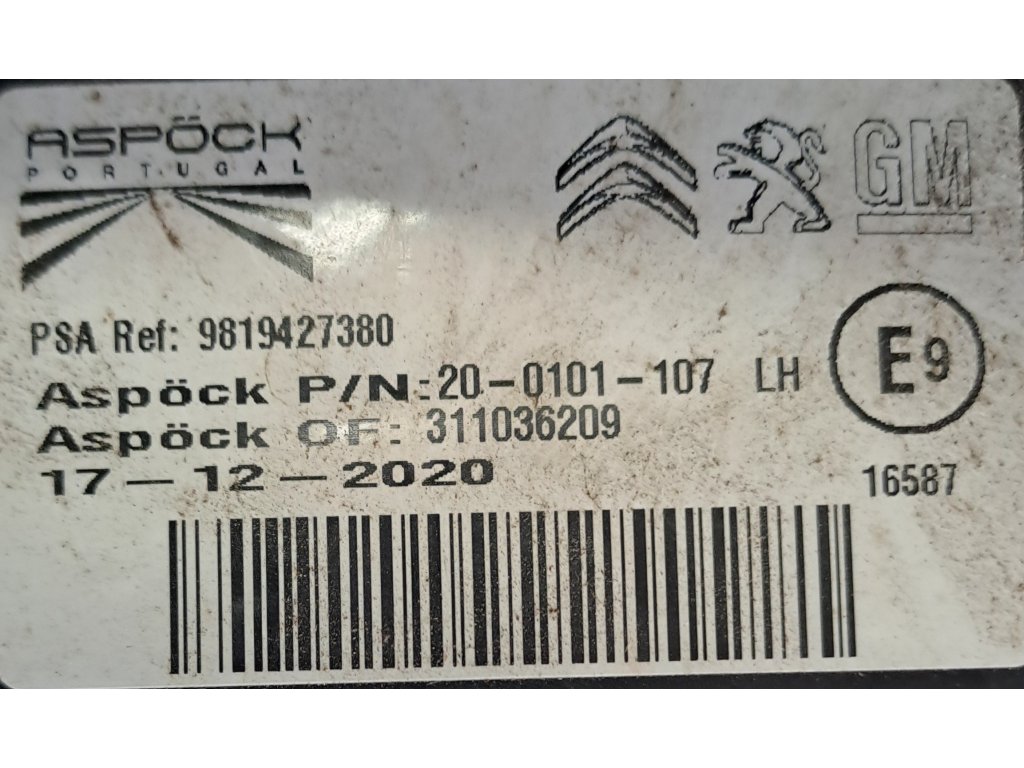 ASPÖCK
PORTUGAL
GM
PSA Ref: 9819427380
Aspöck P/N: 20-0101-107 LH
E9
Aspöck OF: 311036209
17-12-2020
16587